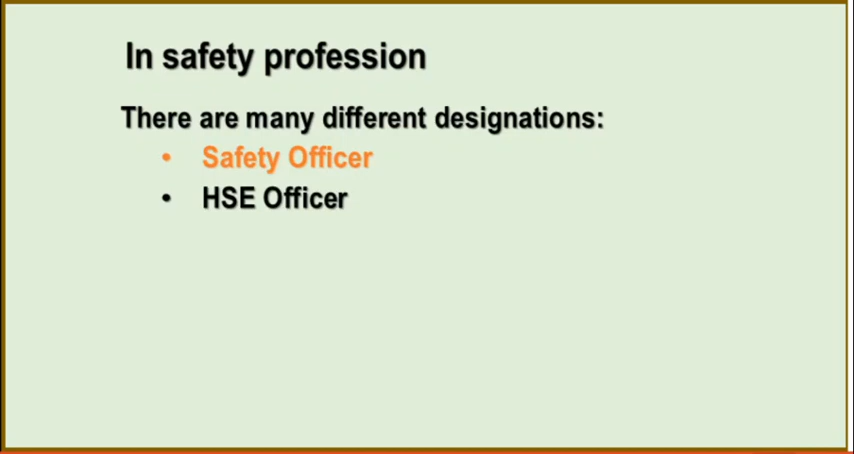 In safety profession
There are many different designations:
• Safety Officer
• HSE Officer